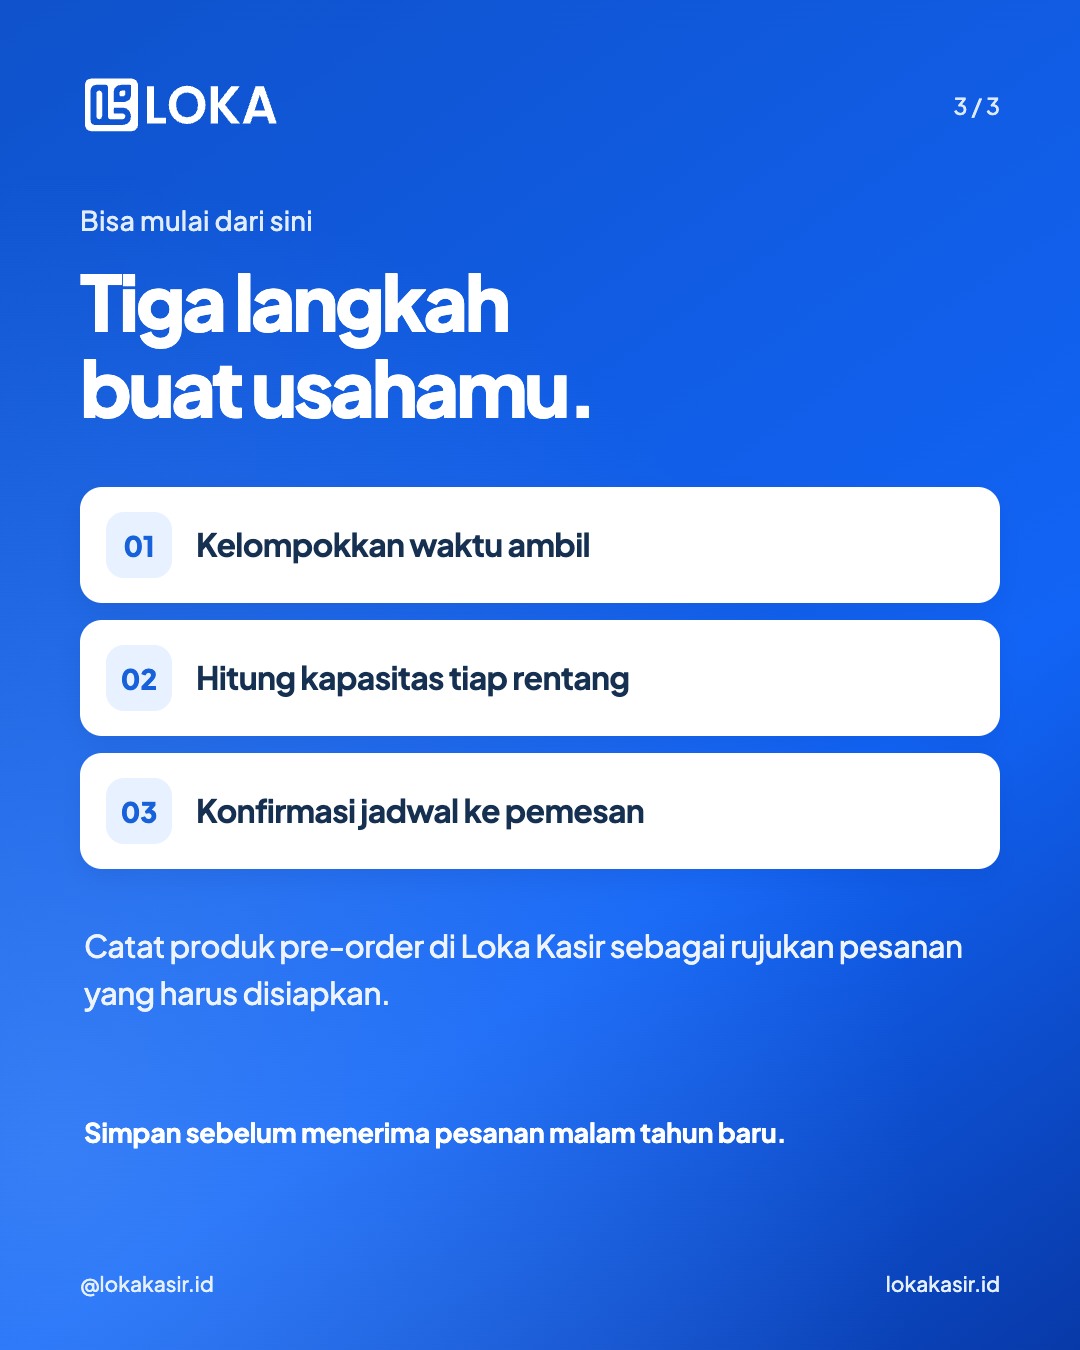 LOKA
3 / 3
Bisa mulai dari sini
Tiga langkah
buat usahamu.
01 Kelompokkan waktu ambil
02 Hitung kapasitas tiap rentang
03 Konfirmasi jadwal ke pemesan
Catat produk pre-order di Loka Kasir sebagai rujukan pesanan
yang harus disiapkan.
Simpan sebelum menerima pesanan malam tahun baru.
@lokakasir.id
lokakasir.id